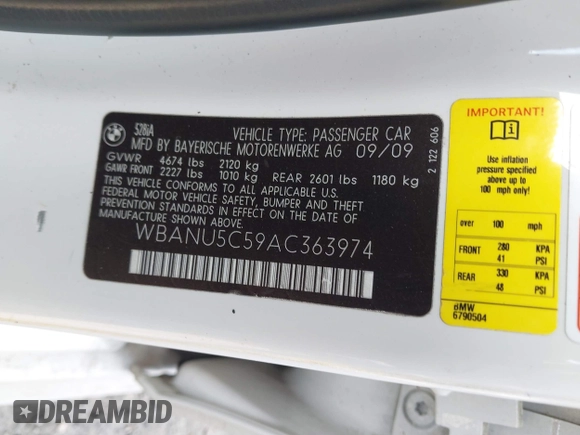 528iA
VEHICLE TYPE: PASSENGER CAR
MFD BY BAYERISCHE MOTORENWERKE AG 09/09
GVWR 4674 lbs 2120 kg
GAWR FRONT 2227 lbs 1010 kg REAR 2601 lbs 1180 kg
THIS VEHICLE CONFORMS TO ALL APPLICABLE U.S.
FEDERAL MOTOR VEHICLE SAFETY, BUMPER AND THEFT
PREVENTION STANDARDS IN EFFECT ON THE DATE OF
MANUFACTURE SHOWN ABOVE.
WBANU5C59AC363974
2 122 606
IMPORTANT!
Use inflation
pressure specified
above for up to
100 mph only!
over 100 mph
FRONT 280 KPA
41 PSI
REAR 330 KPA
48 PSI
BMW
6790504
DREAMBID